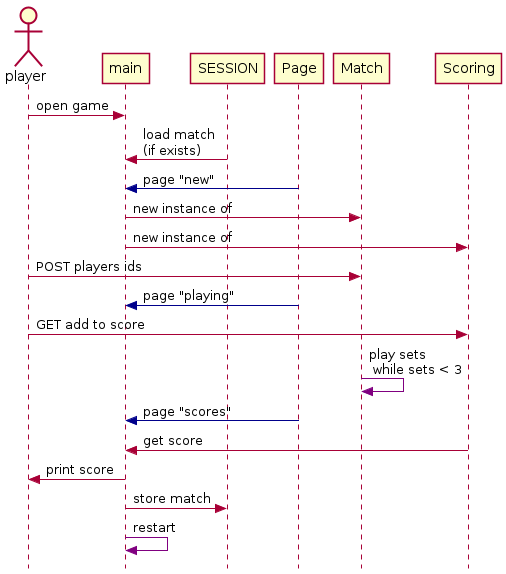 player
main
SESSION
Page
Match
Scoring
open game
load match
(if exists)
page "new"
new instance of
new instance of
POST players ids
page "playing"
GET add to score
play sets
while sets < 3
page "scores"
get score
print score
store match
restart